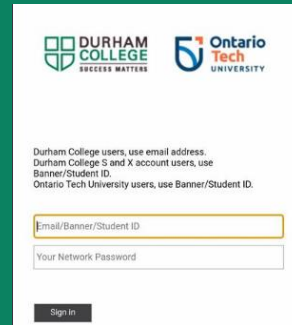 DURHAM
COLLEGE
SUCCESS MATTERS
Ontario
Tech
UNIVERSITY
Durham College users, use email address.
Durham College S and X account users, use
Banner/Student ID.
Ontario Tech University users, use Banner/Student ID.
Email/Banner/Student ID
Your Network Password
Sign in